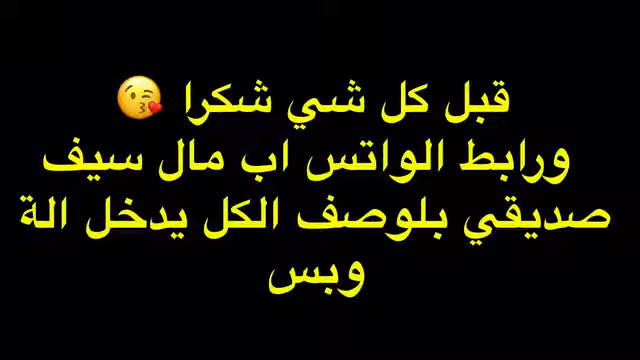 قبل كل شي شكرا 😘
ورابط الواتس اب مال سيف
صديقي بلوصف الكل يدخل الة
وبس